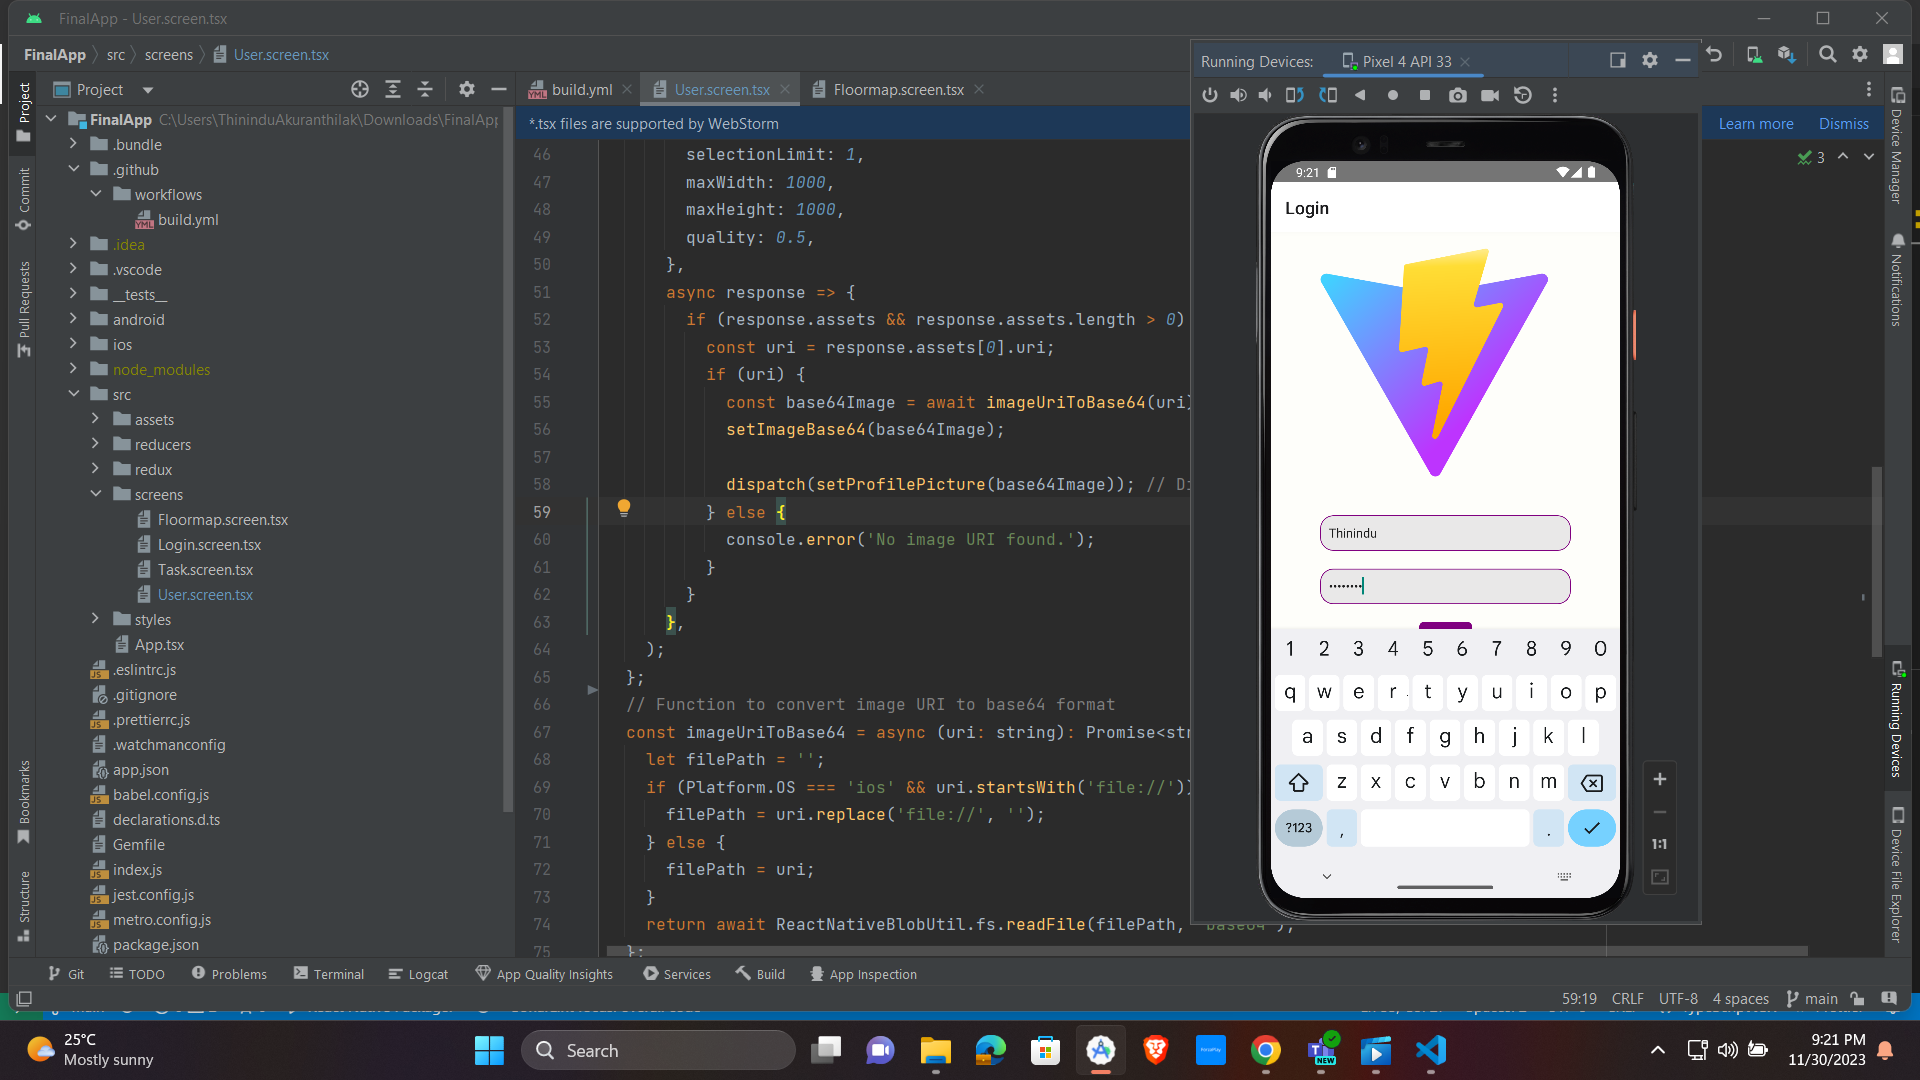 FinalApp - User.screen.tsx
FinalApp src screens User.screen.tsx
Project
build.yml
User.screen.tsx
Floormap.screen.tsx
*.tsx files are supported by WebStorm
Learn more
Dismiss
3
Project
Commit
Pull Requests
Bookmarks
Structure
FinalApp C:\Users\ThininduAkuranthilak\Downloads\FinalApp
.bundle
.github
workflows
build.yml
.idea
.vscode
__tests__
android
ios
node_modules
src
assets
reducers
redux
screens
Floormap.screen.tsx
Login.screen.tsx
Task.screen.tsx
User.screen.tsx
styles
App.tsx
.eslintrc.js
.gitignore
.prettierrc.js
.watchmanconfig
app.json
babel.config.js
declarations.d.ts
Gemfile
index.js
jest.config.js
metro.config.js
package.json
46 selectionLimit: 1,
47 maxWidth: 1000,
48 maxHeight: 1000,
49 quality: 0.5,
50 },
51 async response => {
52 if (response.assets && response.assets.length > 0)
53 const uri = response.assets[0].uri;
54 if (uri) {
55 const base64Image = await imageUriToBase64(uri)
56 setImageBase64(base64Image);
57
58 dispatch(setProfilePicture(base64Image)); // Di
59 } else {
60 console.error('No image URI found.');
61 }
62 }
63 },
64 );
65 };
66 // Function to convert image URI to base64 format
67 const imageUriToBase64 = async (uri: string): Promise<str
68 let filePath = '';
69 if (Platform.OS === 'ios' && uri.startsWith('file://'))
70 filePath = uri.replace('file://', '');
71 } else {
72 filePath = uri;
73 }
74 return await ReactNativeBlobUtil.fs.readFile(filePath, 'base64');
75 };
Running Devices:
Pixel 4 API 33
9:21
Login
Thinindu
••••••••
1 2 3 4 5 6 7 8 9 0
q w e r t y u i o p
a s d f g h j k l
z x c v b n m
?123 , .
1:1
Device Manager
Notifications
Running Devices
Device File Explorer
Git
TODO
Problems
Terminal
Logcat
App Quality Insights
Services
Build
App Inspection
59:19 CRLF UTF-8 4 spaces main
25°C
Mostly sunny
Search
NEW
9:21 PM
11/30/2023